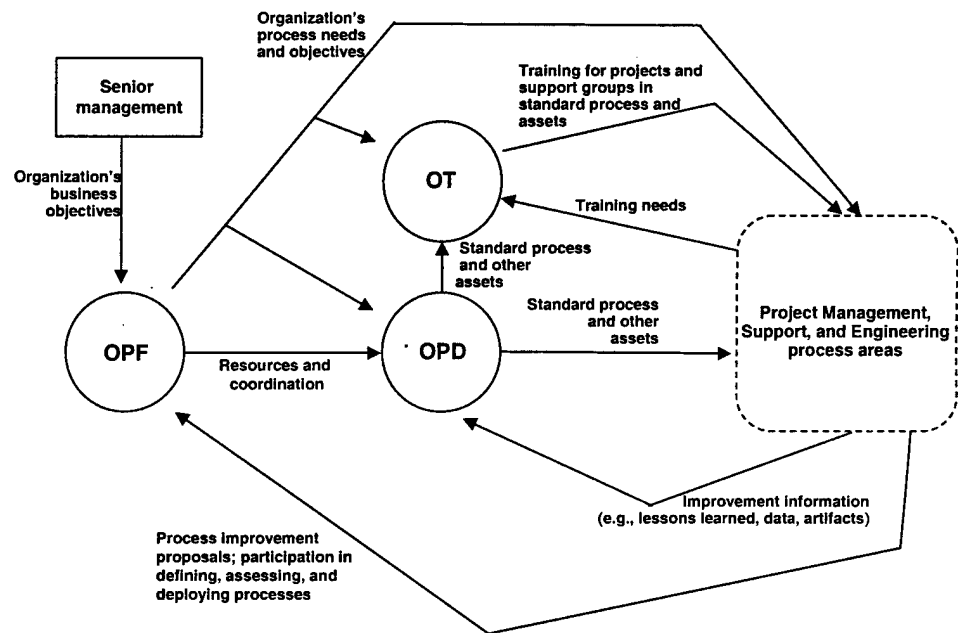 Organization's
process needs
and objectives
Senior
management
Training for projects and
support groups in
standard process and
assets
Organization's
business
objectives
OT
Training needs
Standard process
and other
assets
Standard process
and other
assets
Project Management,
Support, and Engineering
process areas
OPF
OPD
Resources and
coordination
Improvement information
(e.g., lessons learned, data, artifacts)
Process improvement
proposals; participation in
defining, assessing, and
deploying processes